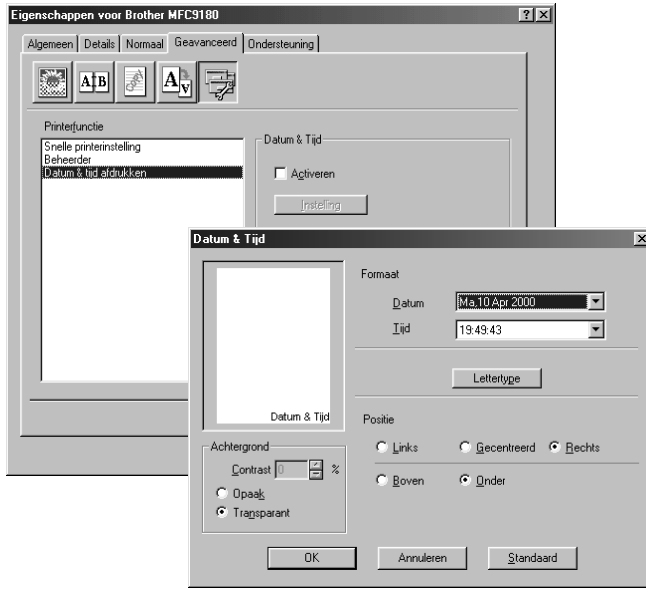 Eigenschappen voor Brother MFC9180
Algemeen Details Normaal Geavanceerd Ondersteuning
A B
A v
Printerfunctie
Snelle printerinstelling
Beheerder
Datum & tijd afdrukken
Datum & Tijd
Activeren
Instelling
Datum & Tijd
Formaat
Datum Ma,10 Apr 2000
Tijd 19:49:43
Lettertype
Datum & Tijd
Positie
Links Gecentreerd Rechts
Boven Onder
Achtergrond
Contrast 0 %
Opaak
Transparant
OK Annuleren Standaard